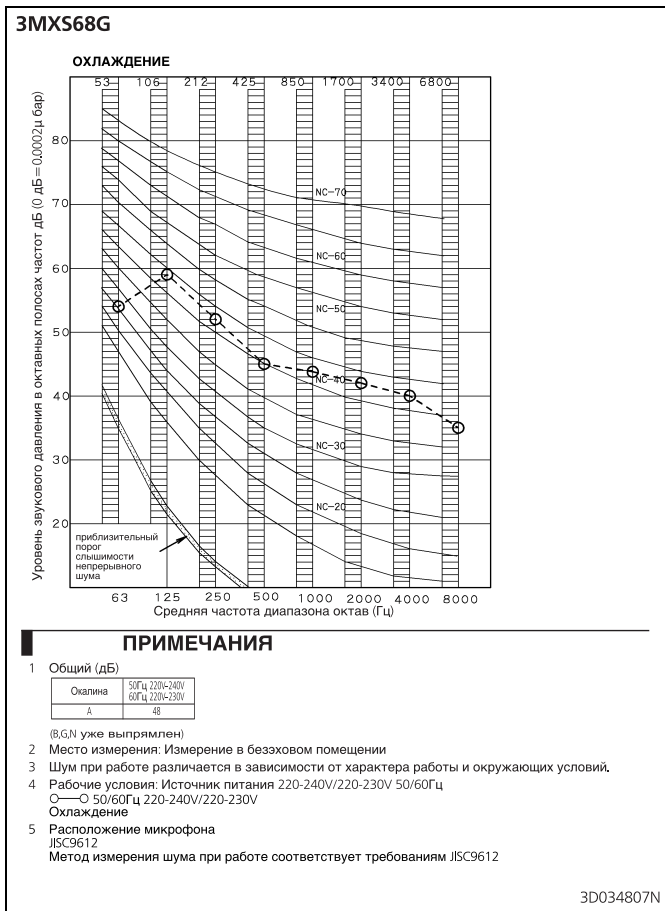 3MXS68G
ОХЛАЖДЕНИЕ
53 106 212 425 850 1700 3400 6800
Уровень звукового давления в октавных полосах частот дБ (0 дБ = 0.0002µ бар)
80
70
60
50
40
30
20
NC-70
NC-60
NC-50
NC-40
NC-30
NC-20
приблизительный
порог
слышимости
непрерывного
шума
63 125 250 500 1000 2000 4000 8000
Средняя частота диапазона октав (Гц)
ПРИМЕЧАНИЯ
1 Общий (дБ)
Окалина 50Гц 220V-240V
60Гц 220V-230V
A 48
(B,G,N уже выпрямлен)
2 Место измерения: Измерение в безэховом помещении
3 Шум при работе различается в зависимости от характера работы и окружающих условий.
4 Рабочие условия: Источник питания 220-240V/220-230V 50/60Гц
O—O 50/60Гц 220-240V/220-230V
Охлаждение
5 Расположение микрофона
JISC9612
Метод измерения шума при работе соответствует требованиям JISC9612
3D034807N